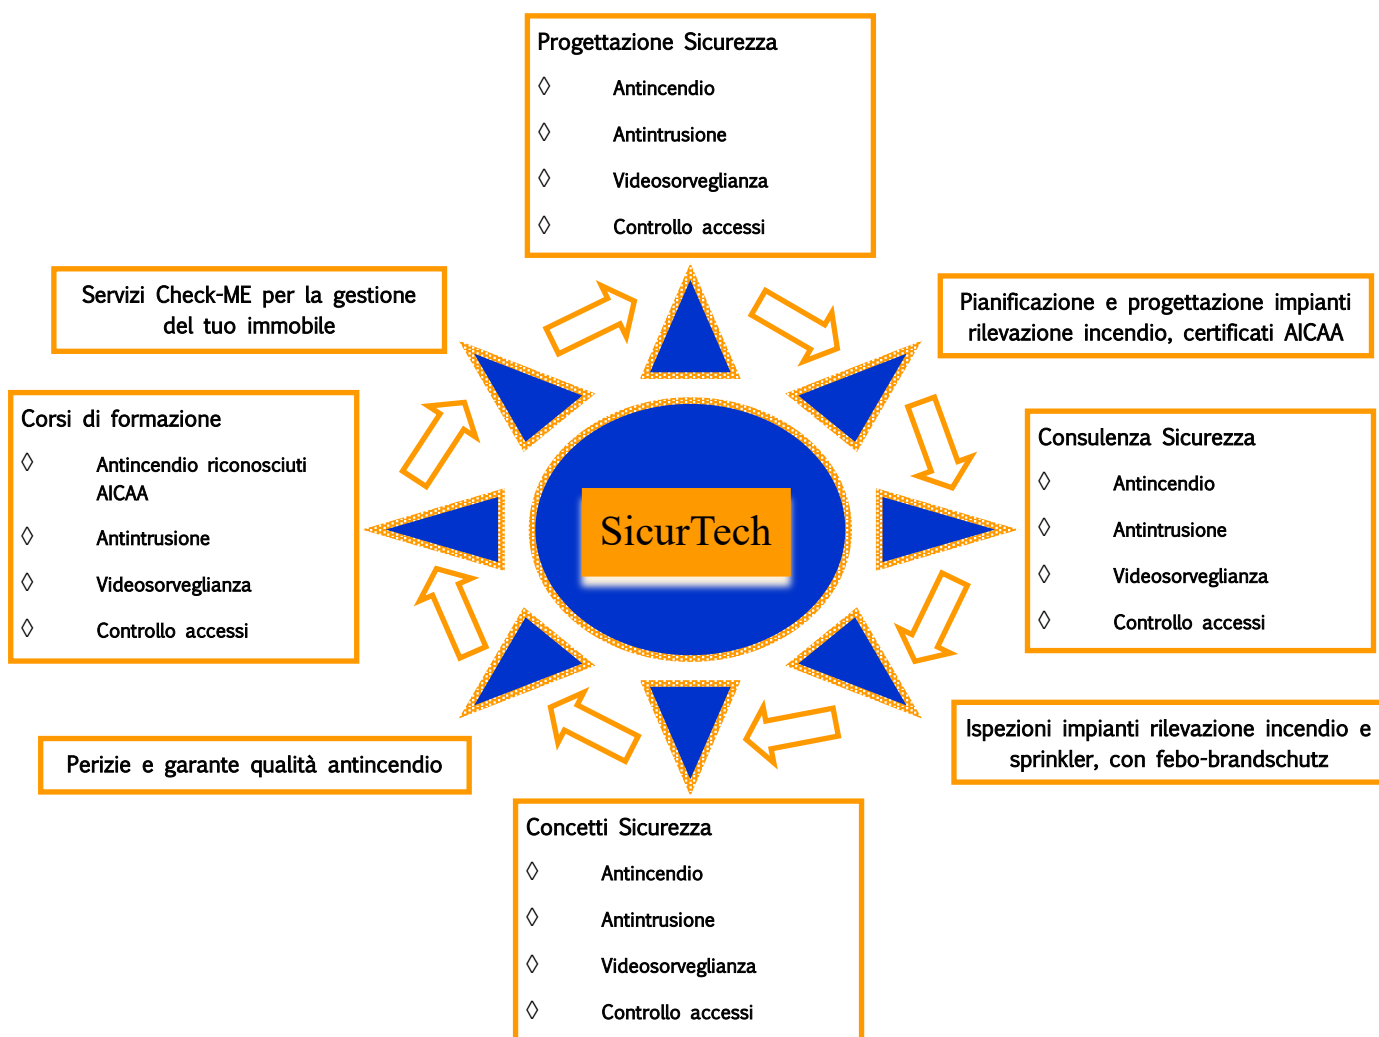 Progettazione Sicurezza
◊ Antincendio
◊ Antintrusione
◊ Videosorveglianza
◊ Controllo accessi
Servizi Check-ME per la gestione
del tuo immobile
Pianificazione e progettazione impianti
rilevazione incendio, certificati AICAA
Corsi di formazione
◊ Antincendio riconosciuti
AICAA
◊ Antintrusione
◊ Videosorveglianza
◊ Controllo accessi
SicurTech
Consulenza Sicurezza
◊ Antincendio
◊ Antintrusione
◊ Videosorveglianza
◊ Controllo accessi
Perizie e garante qualità antincendio
Ispezioni impianti rilevazione incendio e
sprinkler, con febo-brandschutz
Concetti Sicurezza
◊ Antincendio
◊ Antintrusione
◊ Videosorveglianza
◊ Controllo accessi